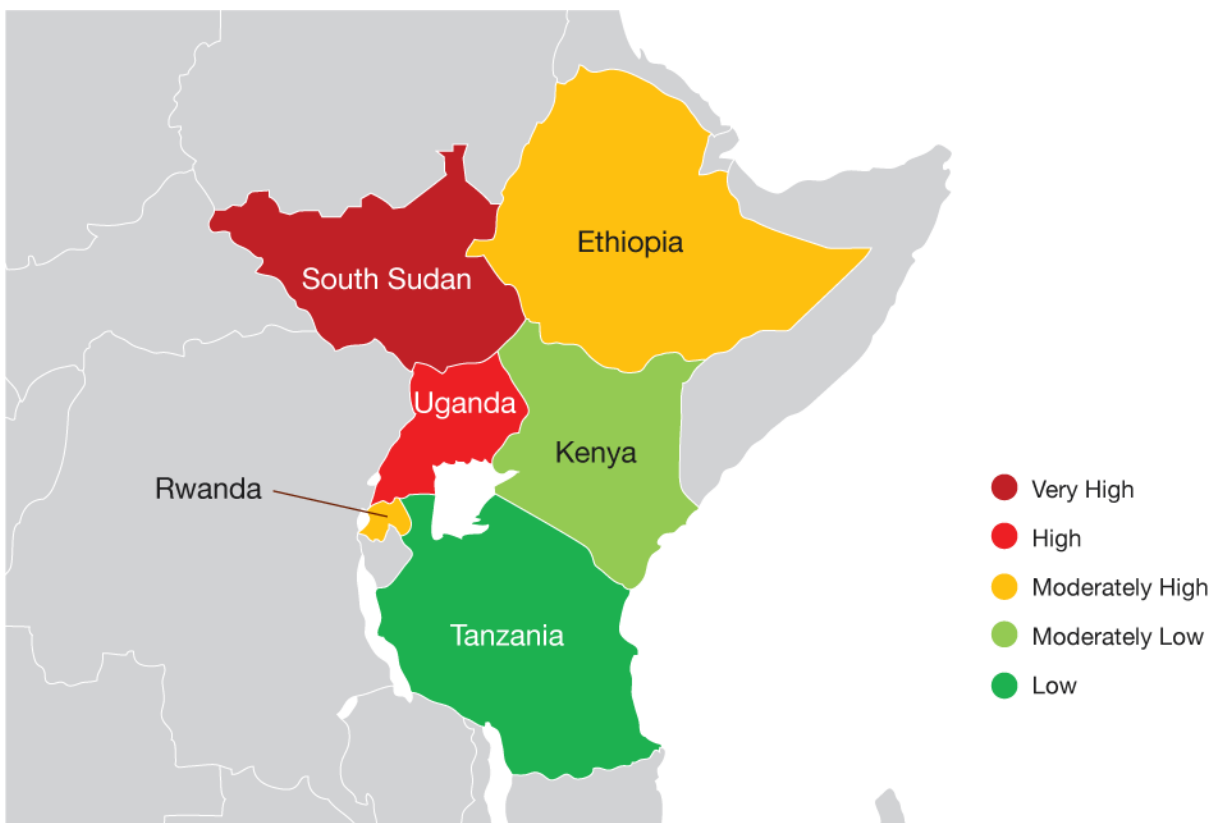 Ethiopia
South Sudan
Uganda
Kenya
Rwanda
Tanzania
Very High
High
Moderately High
Moderately Low
Low